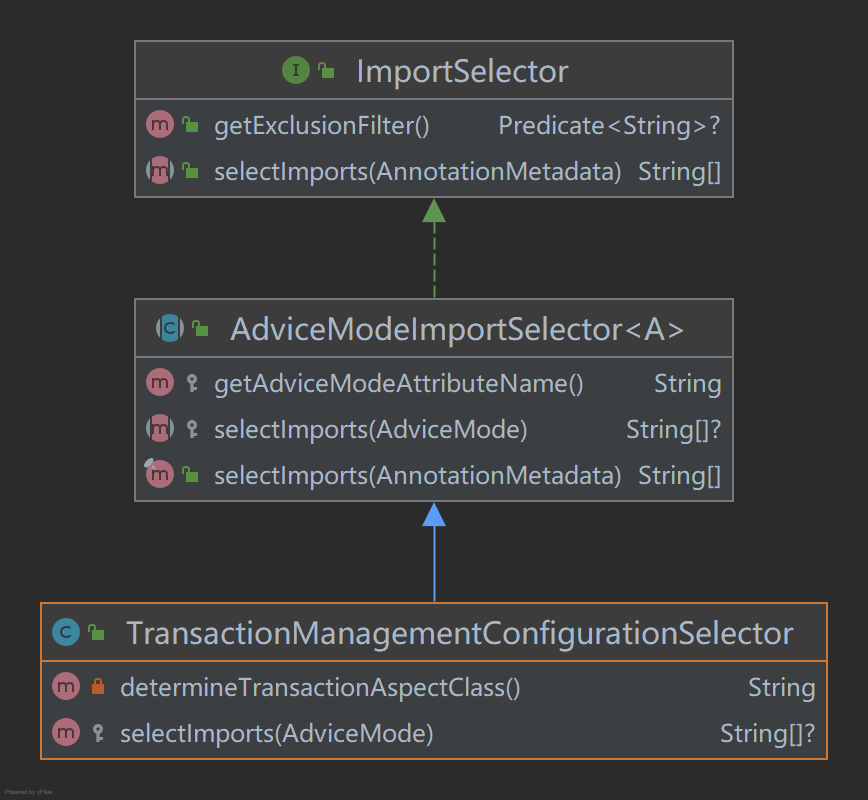 I ImportSelector
m getExclusionFilter() Predicate<String>?
m selectImports(AnnotationMetadata) String[]
C AdviceModeImportSelector<A>
m getAdviceModeAttributeName() String
m selectImports(AdviceMode) String[]?
m selectImports(AnnotationMetadata) String[]
C TransactionManagementConfigurationSelector
m determineTransactionAspectClass() String
m selectImports(AdviceMode) String[]?
Powered by yFiles